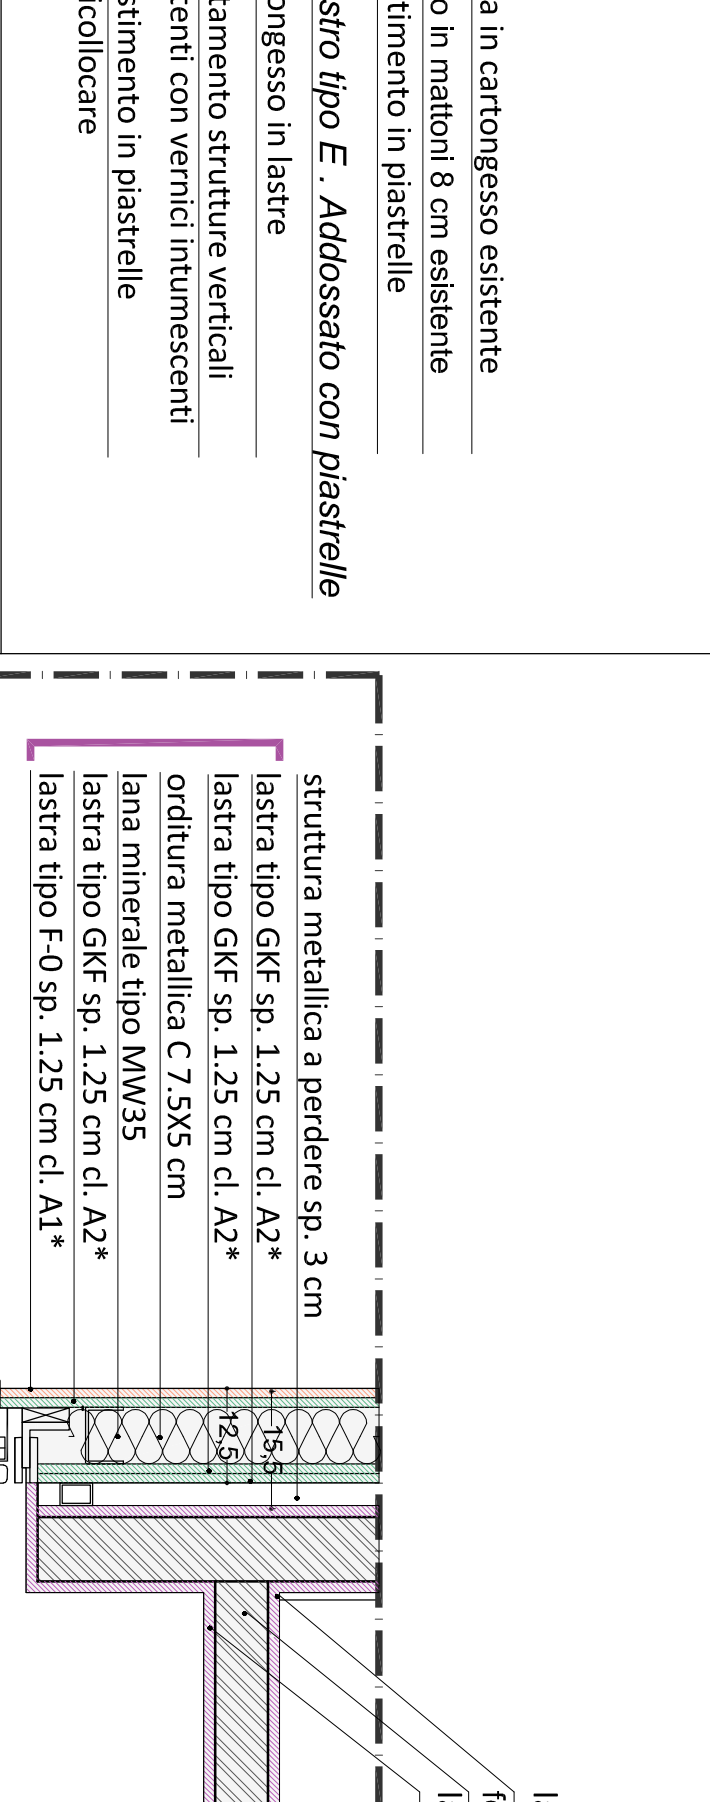 a in cartongesso esistente
o in mattoni 8 cm esistente
timento in piastrelle
stro tipo E . Addossato con piastrelle
ongesso in lastre
tamento strutture verticali
centi con vernici intumescenti
stimento in piastrelle
icollocare
struttura metallica a perdere sp. 3 cm
lastra tipo GKF sp. 1.25 cm cl. A2*
lastra tipo GKF sp. 1.25 cm cl. A2*
orditura metallica C 7.5X5 cm
lana minerale tipo MW35
lastra tipo GKF sp. 1.25 cm cl. A2*
lastra tipo F-0 sp. 1.25 cm cl. A1*
15,5
12,5